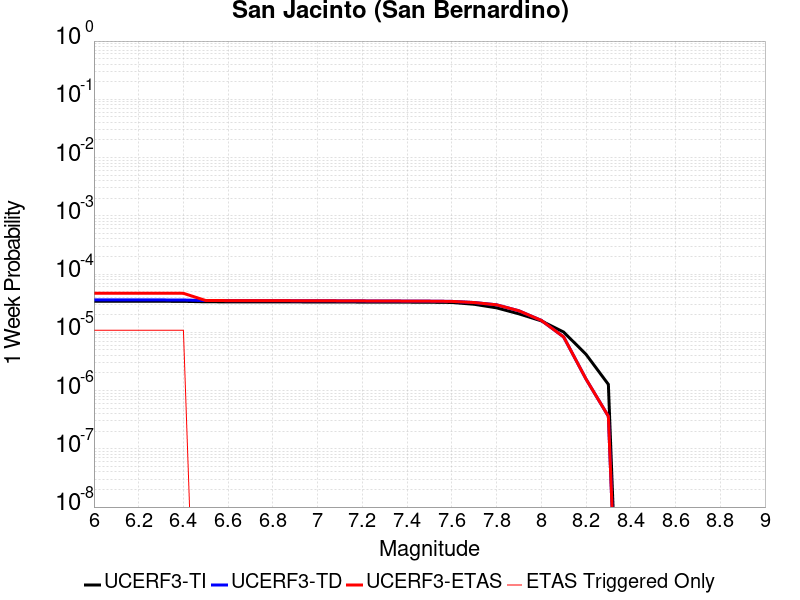 San Jacinto (San Bernardino)
10^0
10^-1
10^-2
10^-3
10^-4
10^-5
10^-6
10^-7
10^-8
1 Week Probability
6 6.2 6.4 6.6 6.8 7 7.2 7.4 7.6 7.8 8 8.2 8.4 8.6 8.8 9
Magnitude
UCERF3-TI UCERF3-TD UCERF3-ETAS ETAS Triggered Only